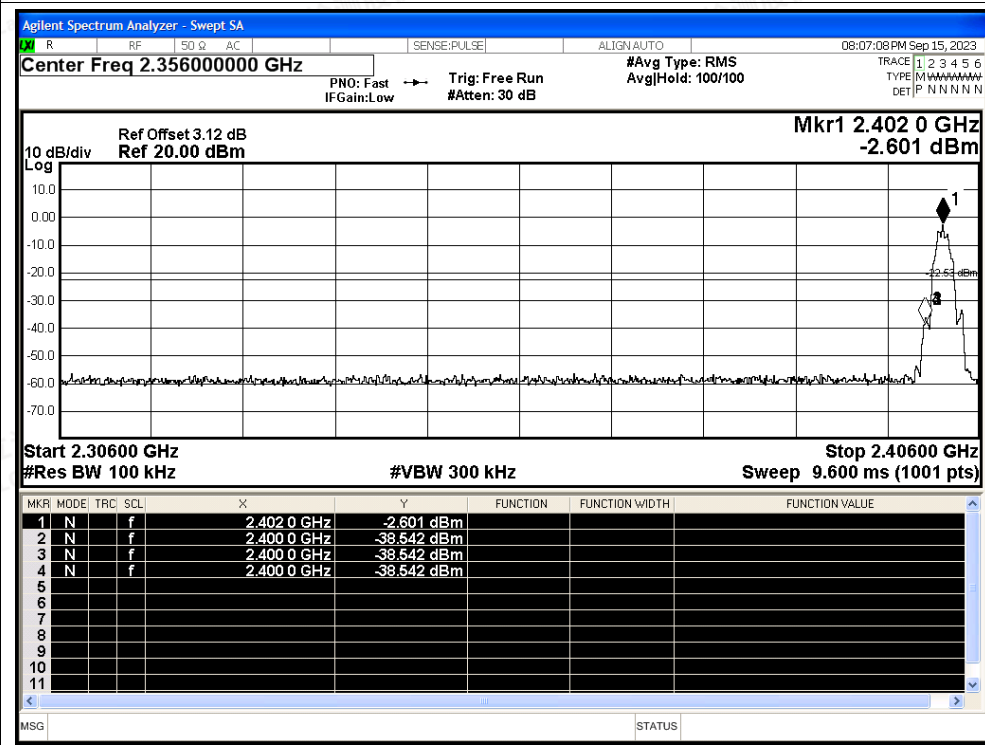 Agilent Spectrum Analyzer - Swept SA
LXI R RF 50 Ω AC SENSE:PULSE ALIGN AUTO 08:07:08 PM Sep 15, 2023
Center Freq 2.356000000 GHz
PNO: Fast Trig: Free Run
IFGain:Low #Atten: 30 dB
#Avg Type: RMS
Avg|Hold: 100/100
TRACE 1 2 3 4 5 6
TYPE M WWWWW
DET P N N N N N
Mkr1 2.402 0 GHz
-2.601 dBm
Ref Offset 3.12 dB
10 dB/div Ref 20.00 dBm
Log
10.0
0.00
-10.0
-20.0
-30.0
-40.0
-50.0
-60.0
-70.0
1
-22.53 dBm
Start 2.30600 GHz Stop 2.40600 GHz
#Res BW 100 kHz #VBW 300 kHz Sweep 9.600 ms (1001 pts)
MKR MODE TRC SCL X Y FUNCTION FUNCTION WIDTH FUNCTION VALUE
1 N f 2.402 0 GHz -2.601 dBm
2 N f 2.400 0 GHz -38.542 dBm
3 N f 2.400 0 GHz -38.542 dBm
4 N f 2.400 0 GHz -38.542 dBm
5
6
7
8
9
10
11
MSG STATUS